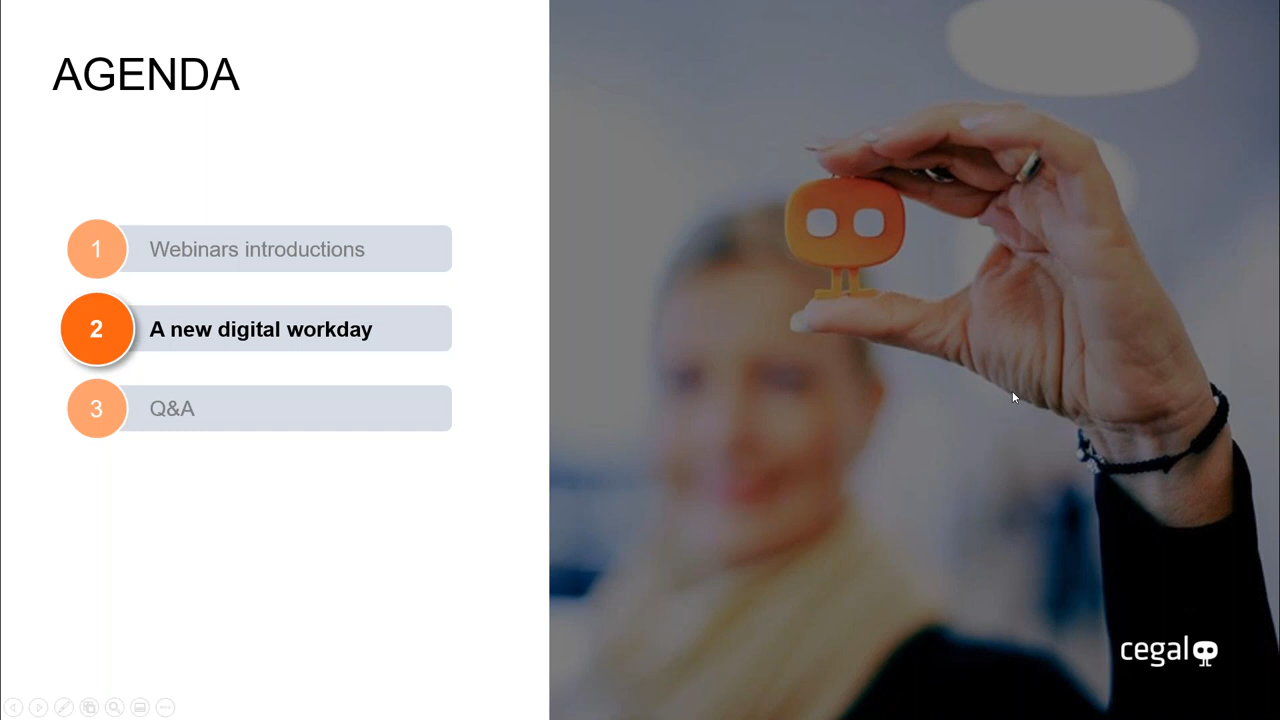 AGENDA
1 Webinars introductions
2 A new digital workday
3 Q&A
cegal